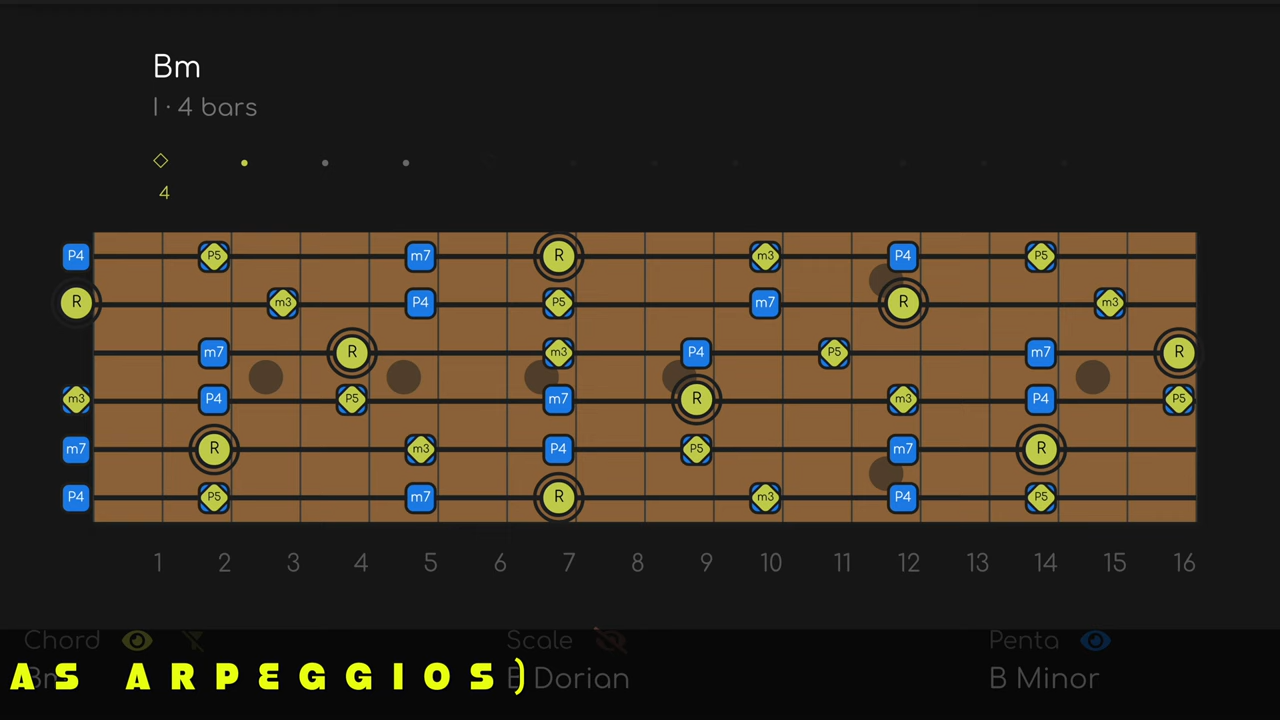 Bm
I · 4 bars
4
P4 P5 m7 R m3 P4 P5
R m3 P4 P5 m7 R m3
m7 R m3 P4 P5 m7 R
m3 P4 P5 m7 R m3 P4 P5
m7 R m3 P4 P5 m7 R
P4 P5 m7 R m3 P4 P5
1 2 3 4 5 6 7 8 9 10 11 12 13 14 15 16
Chord Scale Penta
Bm B Dorian B Minor
AS ARPEGGIOS)